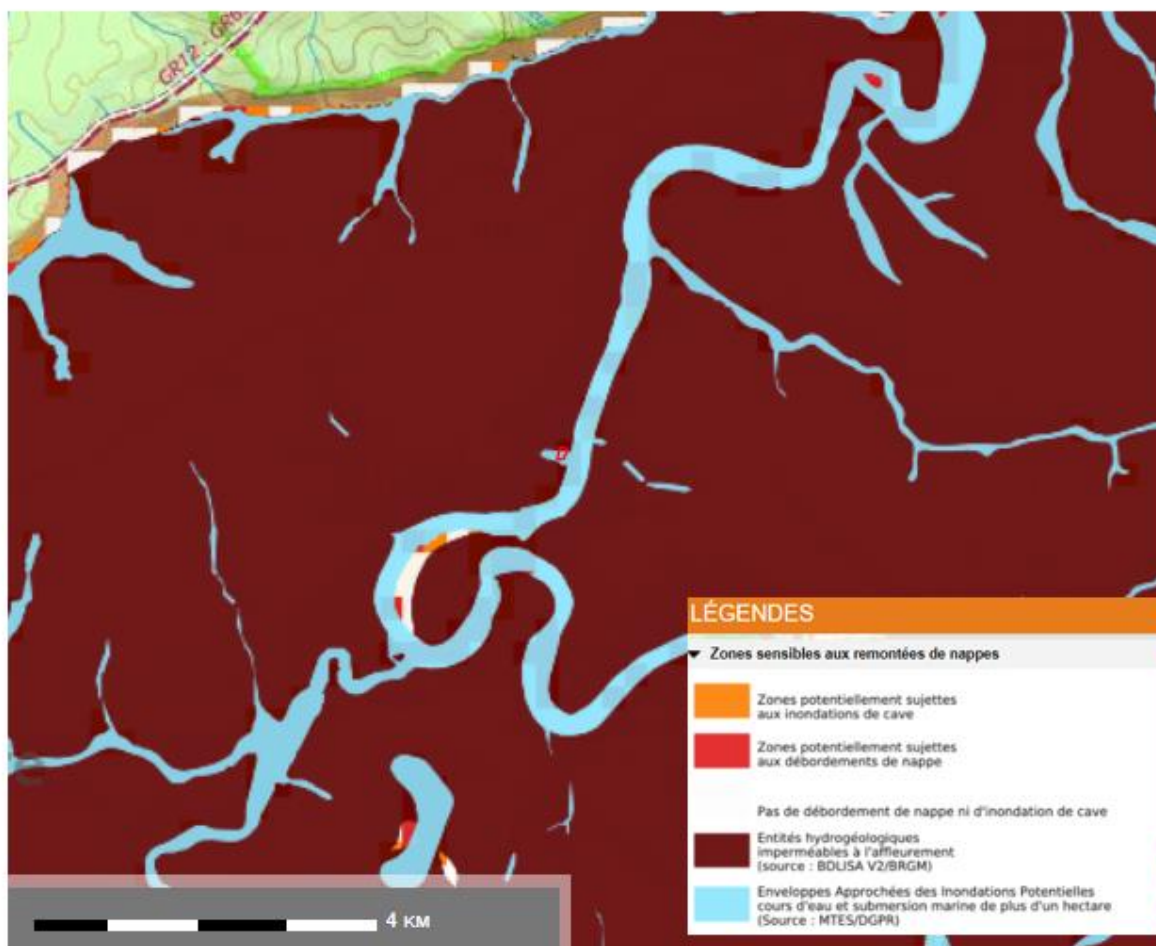 GR12 - GR6
LÉGENDES
Zones sensibles aux remontées de nappes
Zones potentiellement sujettes
aux inondations de cave
Zones potentiellement sujettes
aux débordements de nappe
Pas de débordement de nappe ni d'inondation de cave
Entités hydrogéologiques
imperméables à l'affleurement
(source : BDLISA V2/BRGM)
Enveloppes Approchées des Inondations Potentielles
cours d'eau et submersion marine de plus d'un hectare
(Source : MTES/DGPR)
4 KM